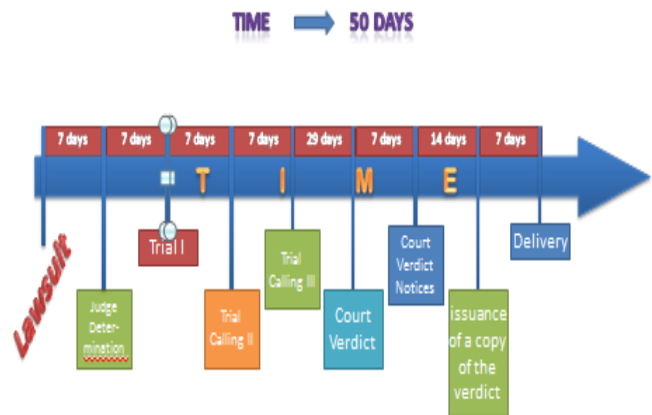 TIME 50 DAYS
7 days 7 days 7 days 7 days 29 days 7 days 14 days 7 days
T I M E
Lawsuit
Judge
Deter-
mination
Trial I
Trial
Calling II
Trial
Calling III
Court
Verdict
Court
Verdict
Notices
issuance
of a copy
of the
verdict
Delivery